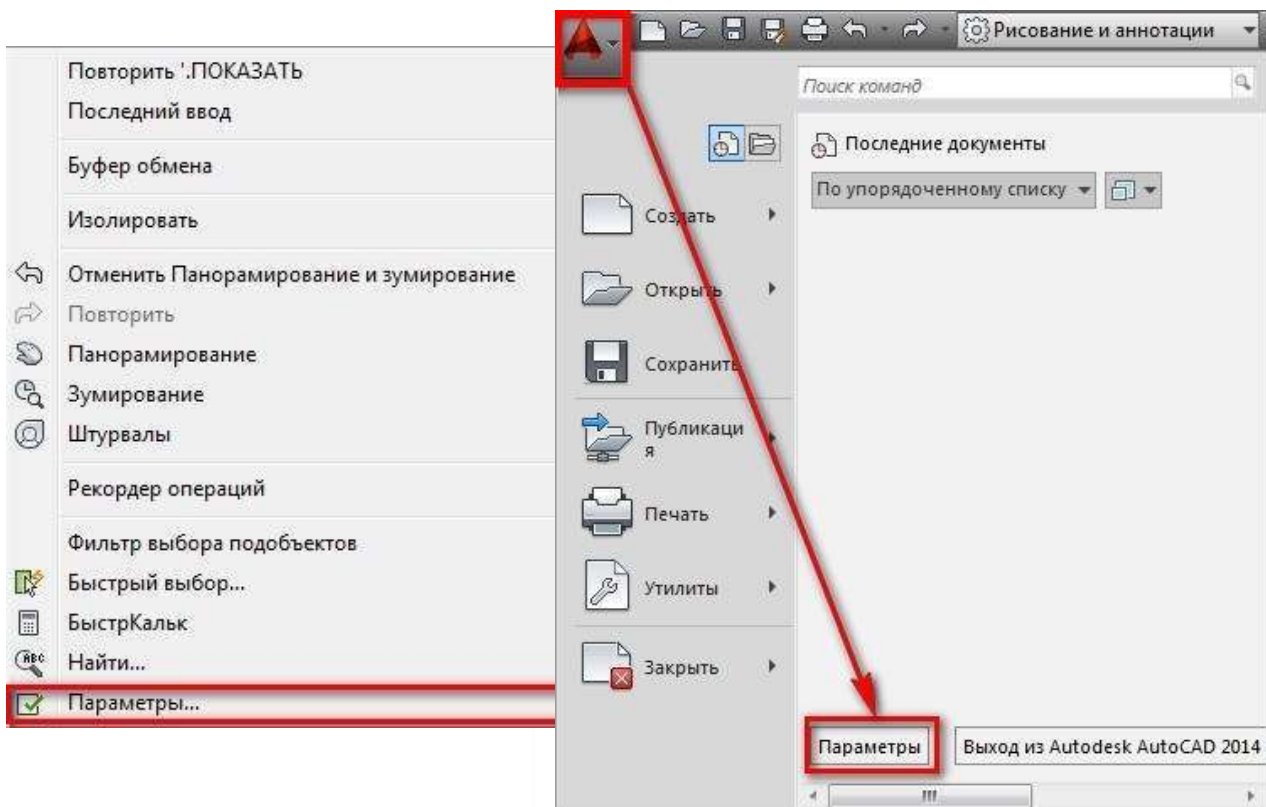 Повторить '.ПОКАЗАТЬ
Последний ввод
Буфер обмена
Изолировать
Отменить Панорамирование и зумирование
Повторить
Панорамирование
Зумирование
Штурвалы
Рекордер операций
Фильтр выбора подобъектов
Быстрый выбор...
БыстрКальк
ABC
Найти...
Параметры...
Рисование и аннотации
Поиск команд
Последние документы
По упорядоченному списку
Создать
Открыть
Сохранить
Публикаци
я
Печать
Утилиты
Закрыть
Параметры
Выход из Autodesk AutoCAD 2014